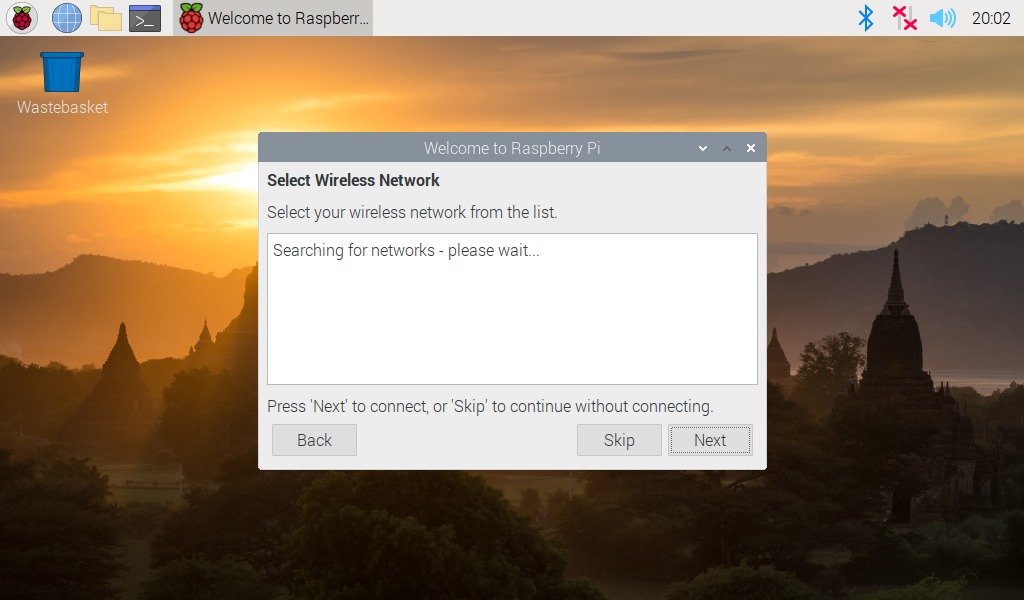 Welcome to Raspberr...
20:02
Wastebasket
Welcome to Raspberry Pi
Select Wireless Network
Select your wireless network from the list.
Searching for networks - please wait...
Press 'Next' to connect, or 'Skip' to continue without connecting.
Back Skip Next